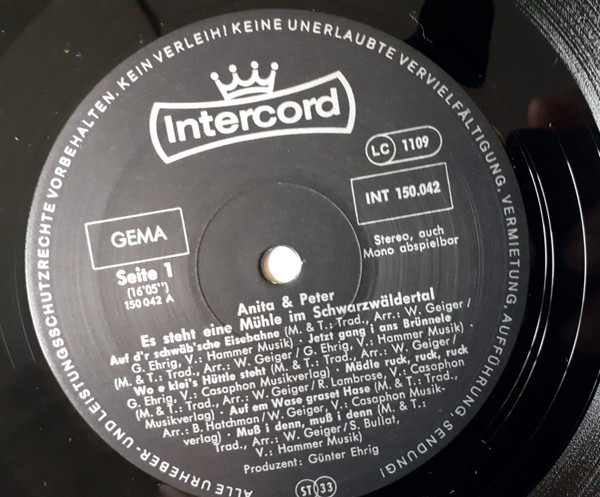 ALLE URHEBER- UND LEISTUNGSSCHUTZRECHTE VORBEHALTEN. KEIN VERLEIH! KEINE UNERLAUBTE VERVIELFÄLTIGUNG, VERMIETUNG, AUFFÜHRUNG, SENDUNG!
Intercord
LC 1109
INT 150.042
GEMA
Stereo, auch
Mono abspielbar
Seite 1
(16'05")
150 042 A
Anita & Peter
Es steht eine Mühle im Schwarzwäldertal
Auf d'r schwäb'sche Eisebahne (M. & T.: Trad., Arr.: W. Geiger/
G. Ehrig, V.: Hammer Musik) · Jetzt gang i ans Brünnele
(M. & T.: Trad., Arr.: W. Geiger/G. Ehrig, V.: Hammer Musik) ·
Wo e klei's Hüttle steht (M. & T.: Trad., Arr.: W. Geiger/
G. Ehrig, V.: Casaphon Musikverlag) · Mädle ruck, ruck, ruck
(M. & T.: Trad., Arr.: W. Geiger/R. Lambrose, V.: Casaphon
Musikverlag) · Auf em Wase graset Hase (M. & T.: Trad.,
Arr.: B. Hatchman/W. Geiger, V.: Casaphon Musik-
verlag) · Muß i denn, muß i denn (M. & T.:
Trad., Arr.: W. Geiger/S. Bullat,
V.: Hammer Musik)
Produzent: Günter Ehrig
ST 33